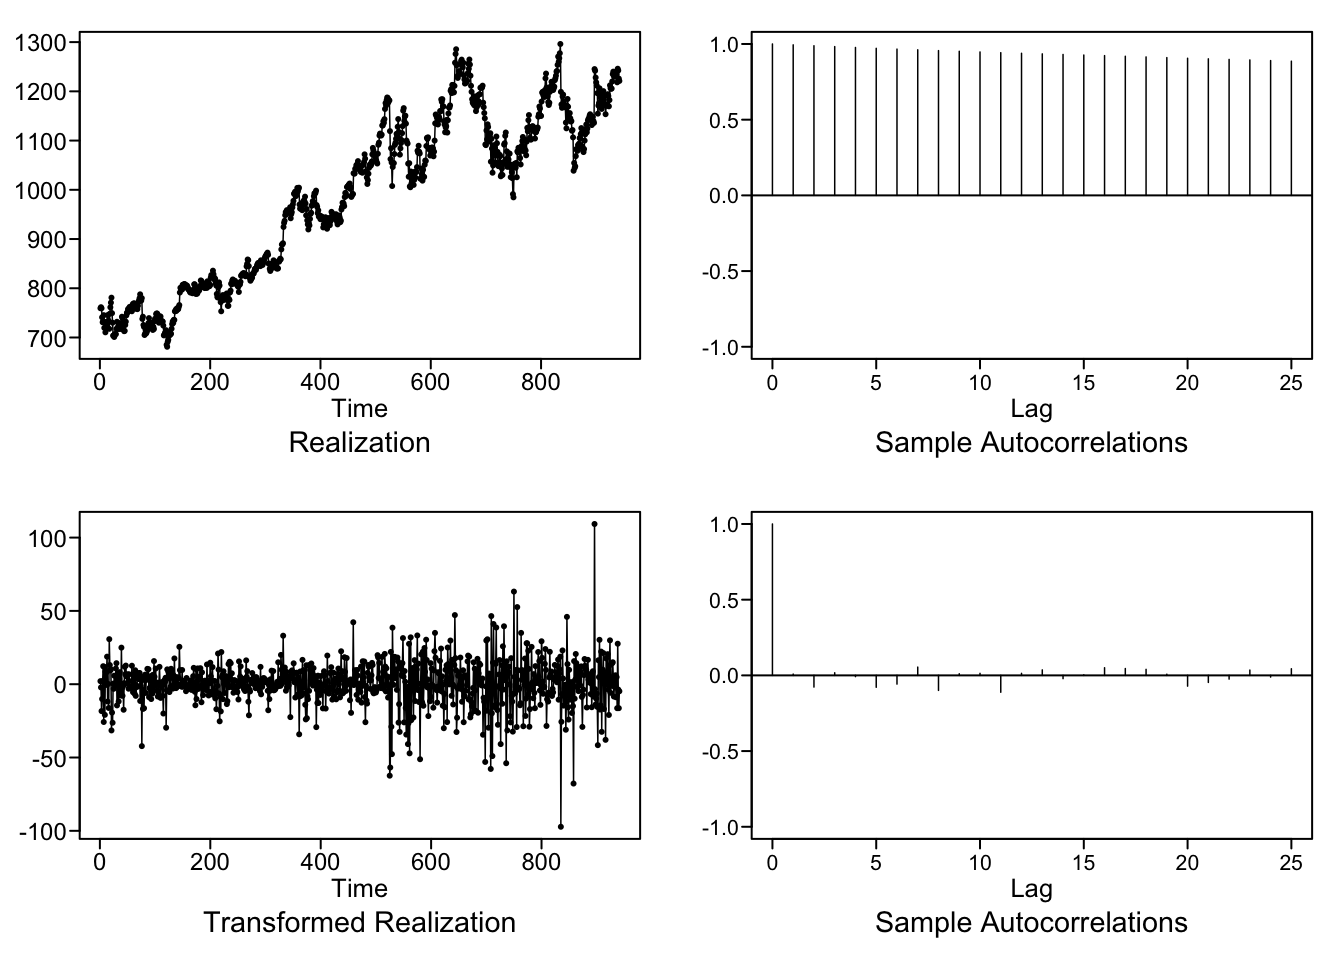 1300
1200
1100
1000
900
800
700
0 200 400 600 800
Time
Realization
1.0
0.5
0.0
-0.5
-1.0
0 5 10 15 20 25
Lag
Sample Autocorrelations
100
50
0
-50
-100
0 200 400 600 800
Time
Transformed Realization
1.0
0.5
0.0
-0.5
-1.0
0 5 10 15 20 25
Lag
Sample Autocorrelations